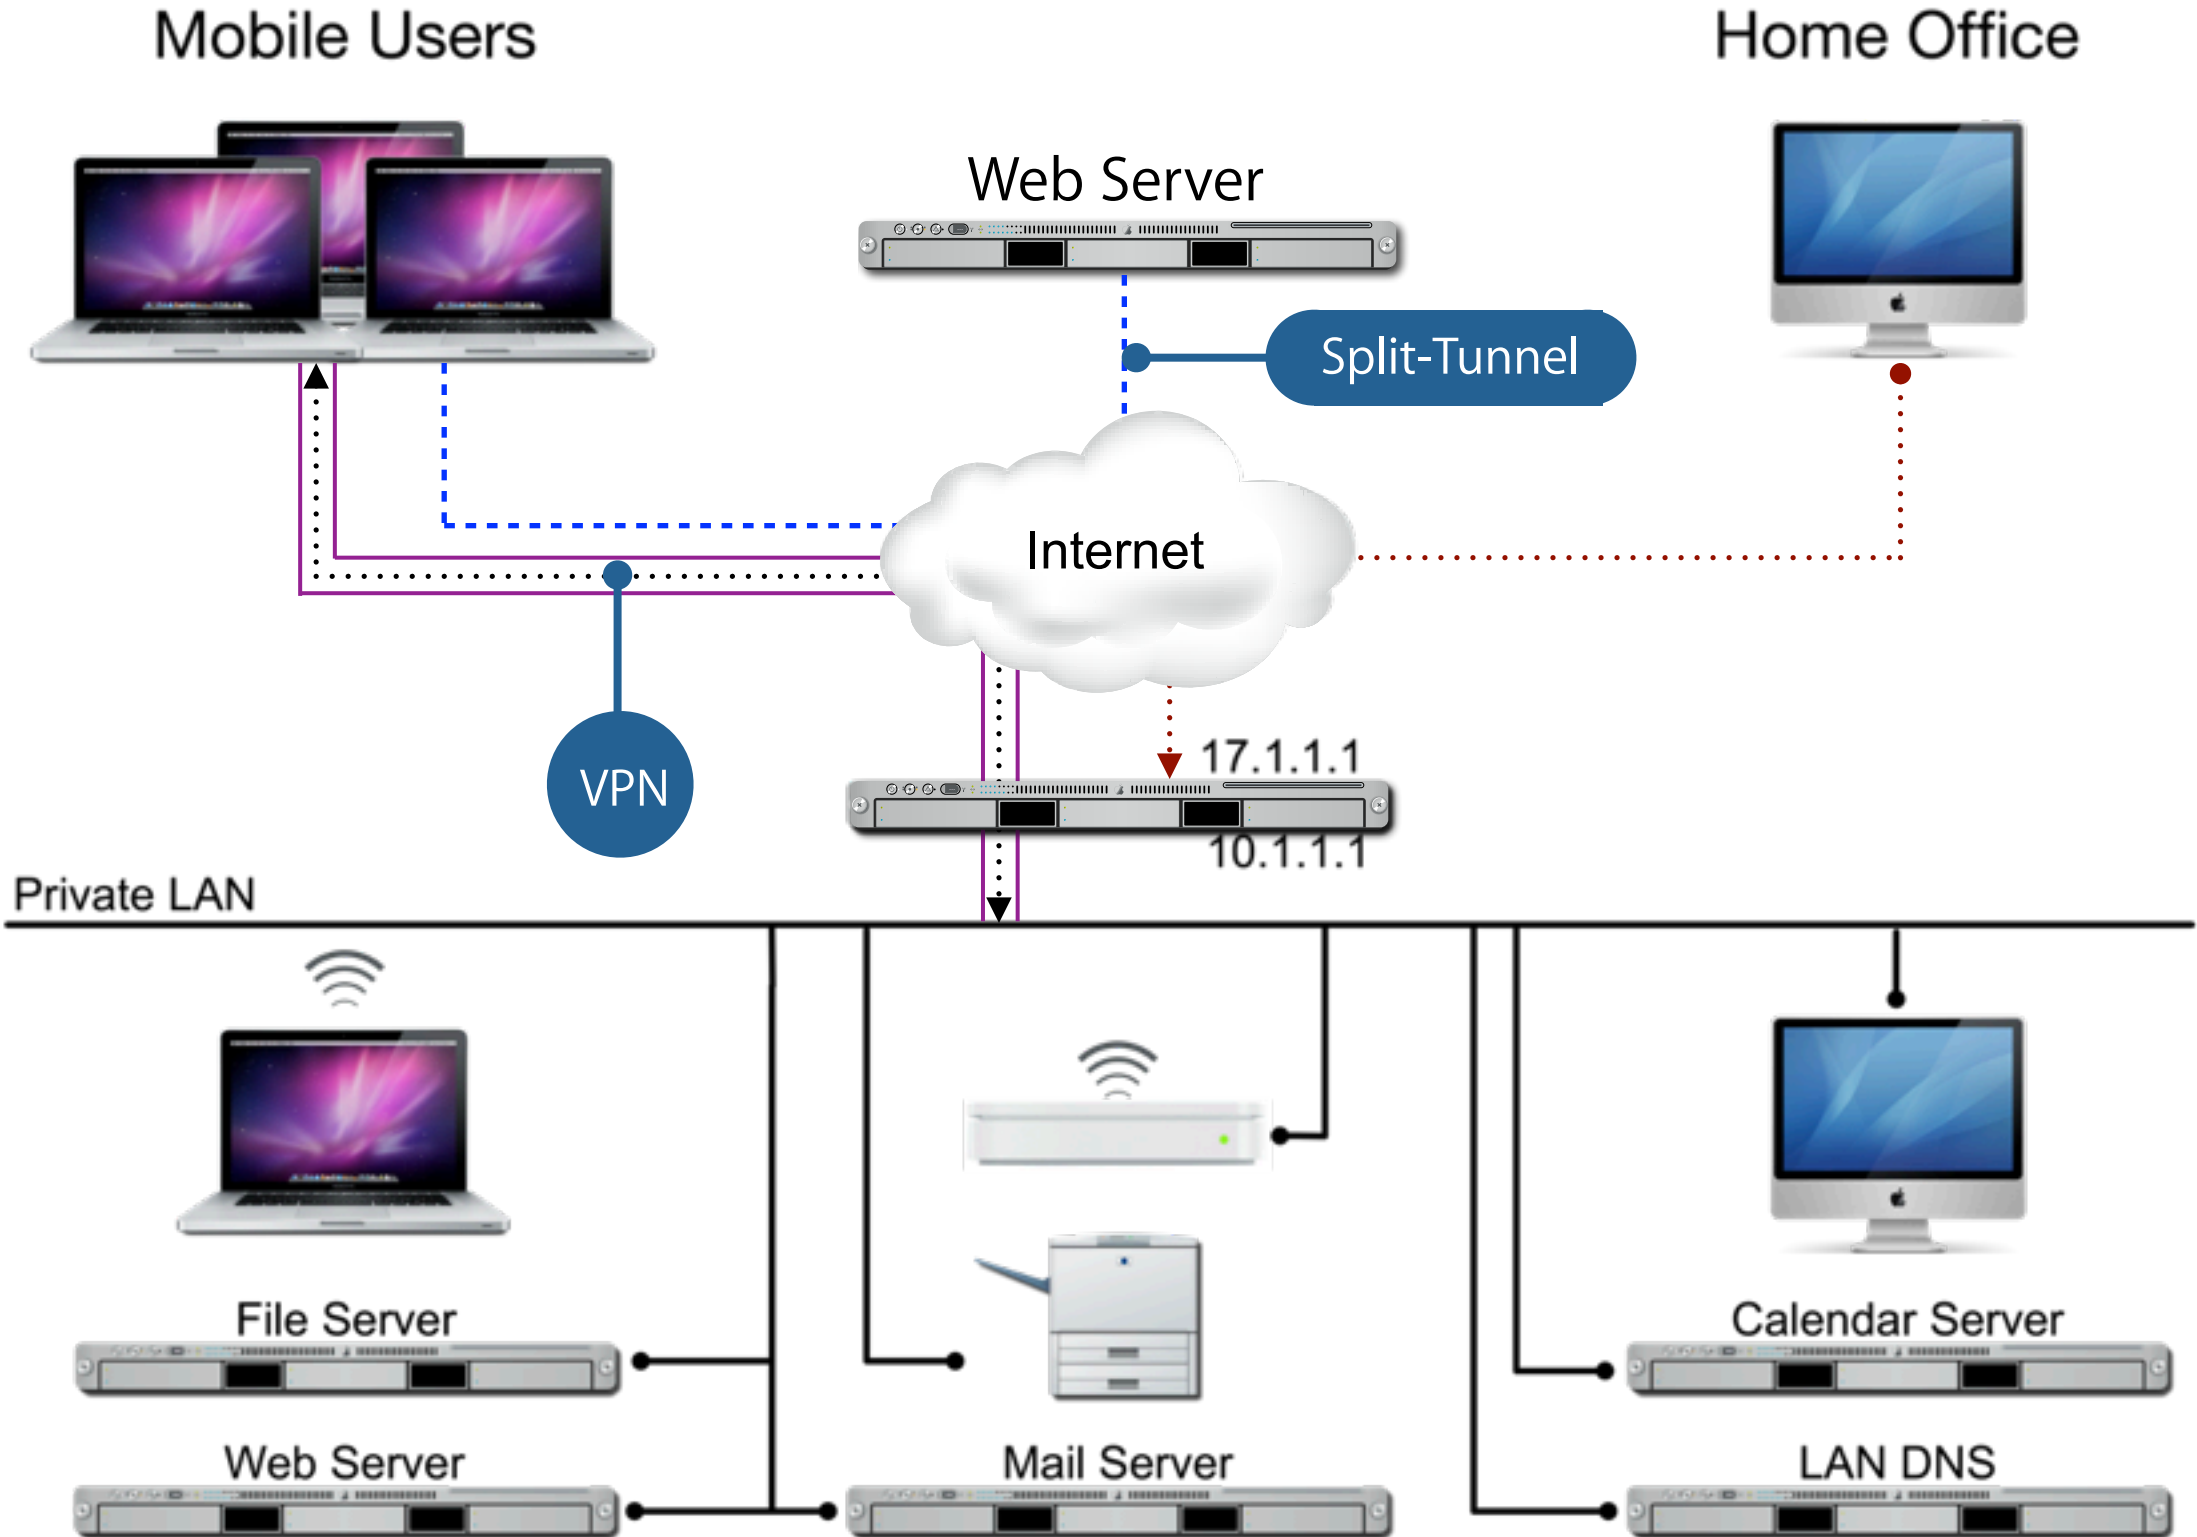 Mobile Users
Home Office
Web Server
Split-Tunnel
Internet
VPN
17.1.1.1
10.1.1.1
Private LAN
File Server
Calendar Server
Web Server
Mail Server
LAN DNS